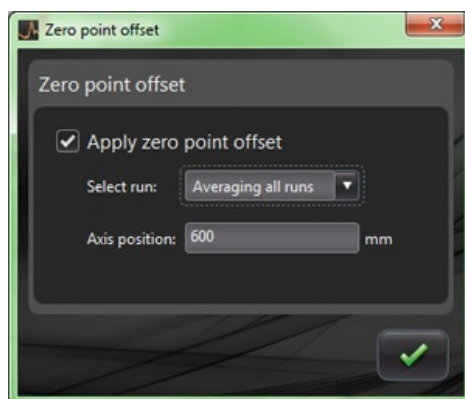 Zero point offset
Zero point offset
Apply zero point offset
Select run: Averaging all runs
Axis position: 600 mm